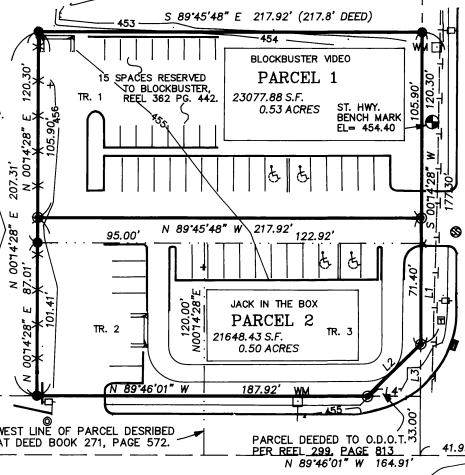 S 89°45'48" E 217.92' (217.8' DEED)
453
454
WM
BLOCKBUSTER VIDEO
PARCEL 1
23077.88 S.F.
0.53 ACRES
ST. HWY.
BENCH MARK
EL= 454.40
15 SPACES RESERVED
TO BLOCKBUSTER,
REEL 362 PG. 442.
TR. 1
455
456
120.30'
105.90'
N 00°14'28" E 207.31'
N 00°14'28" E 87.01'
101.41'
105.90'
120.30'
S 00°14'28" W
177.30'
N 89°45'48" W 217.92'
95.00'
122.92'
71.40'
L1
120.00'
N00°14'28"E
JACK IN THE BOX
PARCEL 2
21648.43 S.F.
0.50 ACRES
TR. 2
TR. 3
L2
L3
L4
N 89°46'01" W 187.92'
WM
455
33.00'
WEST LINE OF PARCEL DESRIBED
AT DEED BOOK 271, PAGE 572.
PARCEL DEEDED TO O.D.O.T.
PER REEL 299, PAGE 813
N 89°46'01" W 164.91'
41.9